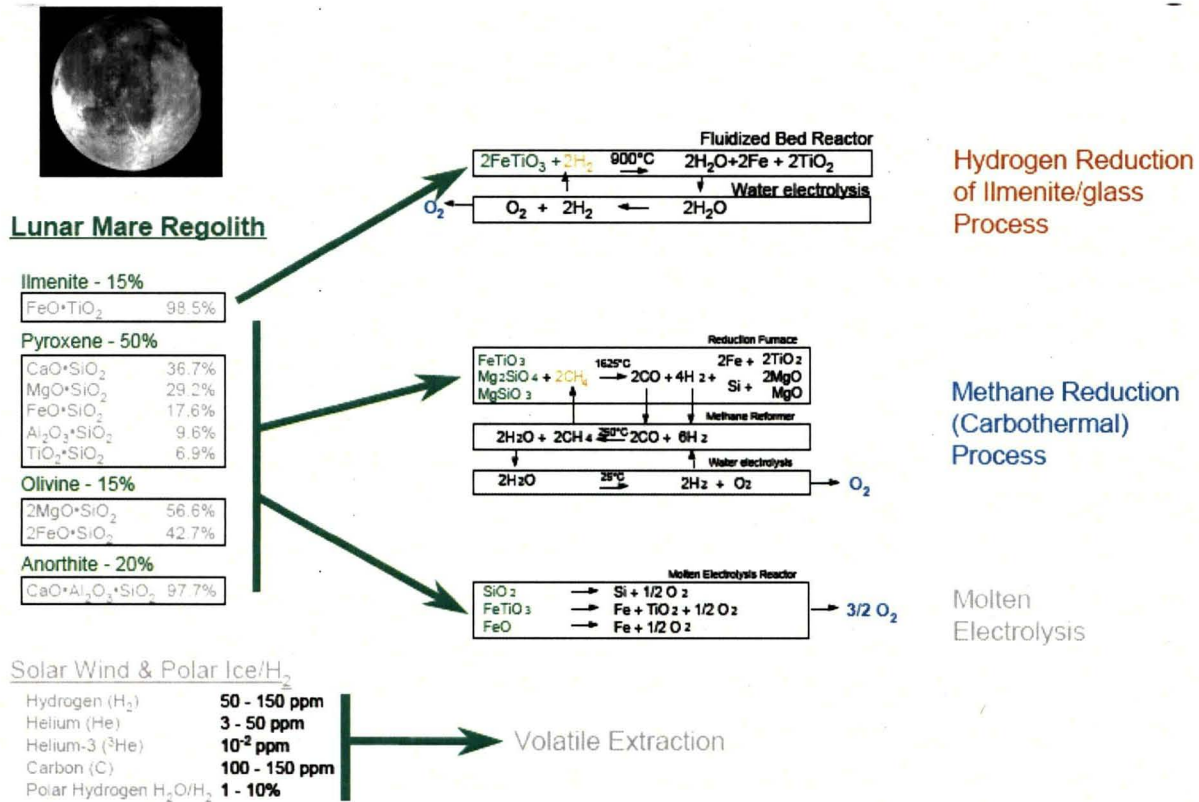 Lunar Mare Regolith
Ilmenite - 15%
FeO•TiO₂ 98.5%
Pyroxene - 50%
CaO•SiO₂ 36.7%
MgO•SiO₂ 29.2%
FeO•SiO₂ 17.6%
Al₂O₃•SiO₂ 9.6%
TiO₂•SiO₂ 6.9%
Olivine - 15%
2MgO•SiO₂ 56.6%
2FeO•SiO₂ 42.7%
Anorthite - 20%
CaO•Al₂O₃•SiO₂ 97.7%
Solar Wind & Polar Ice/H₂
Hydrogen (H₂) 50 - 150 ppm
Helium (He) 3 - 50 ppm
Helium-3 (³He) 10⁻² ppm
Carbon (C) 100 - 150 ppm
Polar Hydrogen H₂O/H₂ 1 - 10%
Fluidized Bed Reactor
2FeTiO₃ + 2H₂ 900°C → 2H₂O+2Fe + 2TiO₂
Water electrolysis
O₂ ← O₂ + 2H₂ ← 2H₂O
Hydrogen Reduction
of Ilmenite/glass
Process
Reduction Furnace
FeTiO₃ 1625°C 2Fe + 2TiO₂
Mg₂SiO₄ + 2CH₄ → 2CO + 4H₂ + Si + 2MgO
MgSiO₃ MgO
Methane Reformer
2H₂O + 2CH₄ 250°C 2CO + 6H₂
Water electrolysis
2H₂O 25°C → 2H₂ + O₂ → O₂
Methane Reduction
(Carbothermal)
Process
Molten Electrolysis Reactor
SiO₂ → Si + 1/2 O₂
FeTiO₃ → Fe + TiO₂ + 1/2 O₂ → 3/2 O₂
FeO → Fe + 1/2 O₂
Molten
Electrolysis
Volatile Extraction